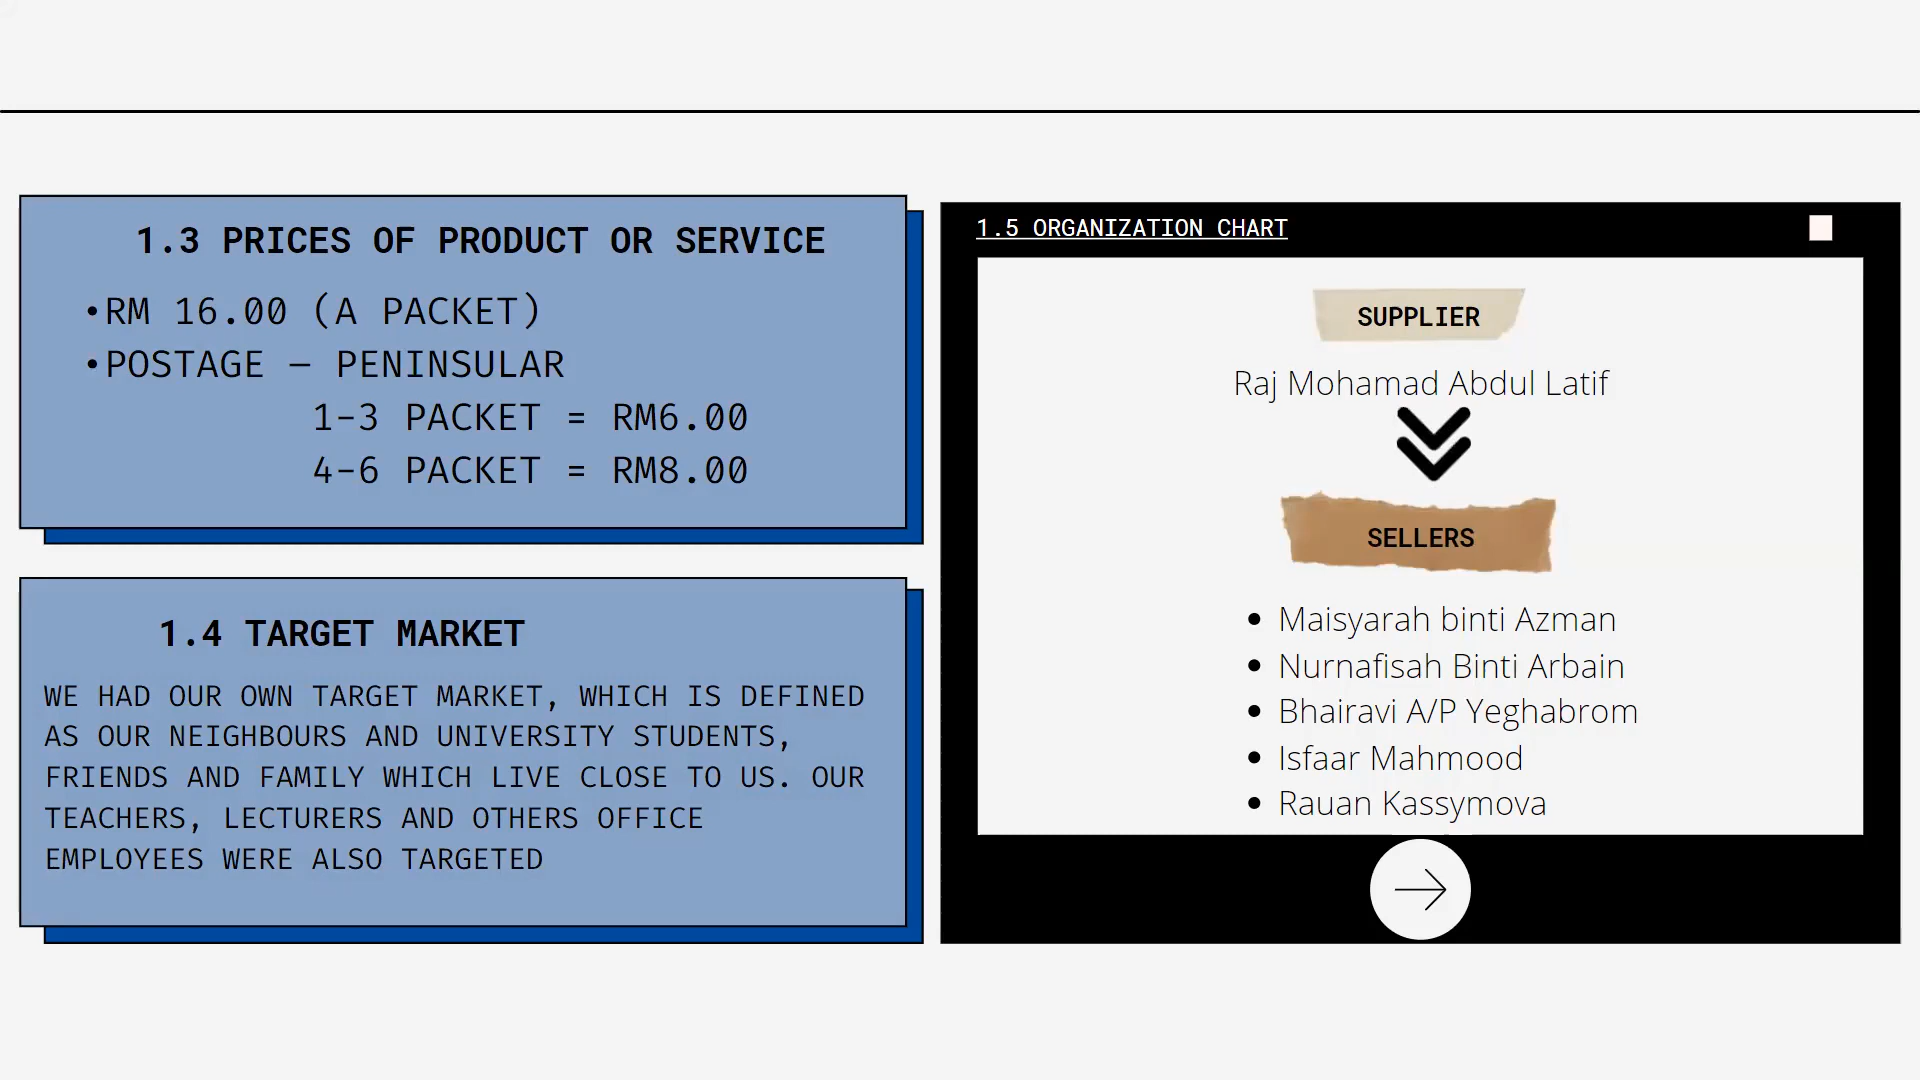 1.3 PRICES OF PRODUCT OR SERVICE
•RM 16.00 (A PACKET)
•POSTAGE – PENINSULAR
1-3 PACKET = RM6.00
4-6 PACKET = RM8.00
1.4 TARGET MARKET
WE HAD OUR OWN TARGET MARKET, WHICH IS DEFINED
AS OUR NEIGHBOURS AND UNIVERSITY STUDENTS,
FRIENDS AND FAMILY WHICH LIVE CLOSE TO US. OUR
TEACHERS, LECTURERS AND OTHERS OFFICE
EMPLOYEES WERE ALSO TARGETED
1.5 ORGANIZATION CHART
SUPPLIER
Raj Mohamad Abdul Latif
SELLERS
• Maisyarah binti Azman
• Nurnafisah Binti Arbain
• Bhairavi A/P Yeghabrom
• Isfaar Mahmood
• Rauan Kassymova